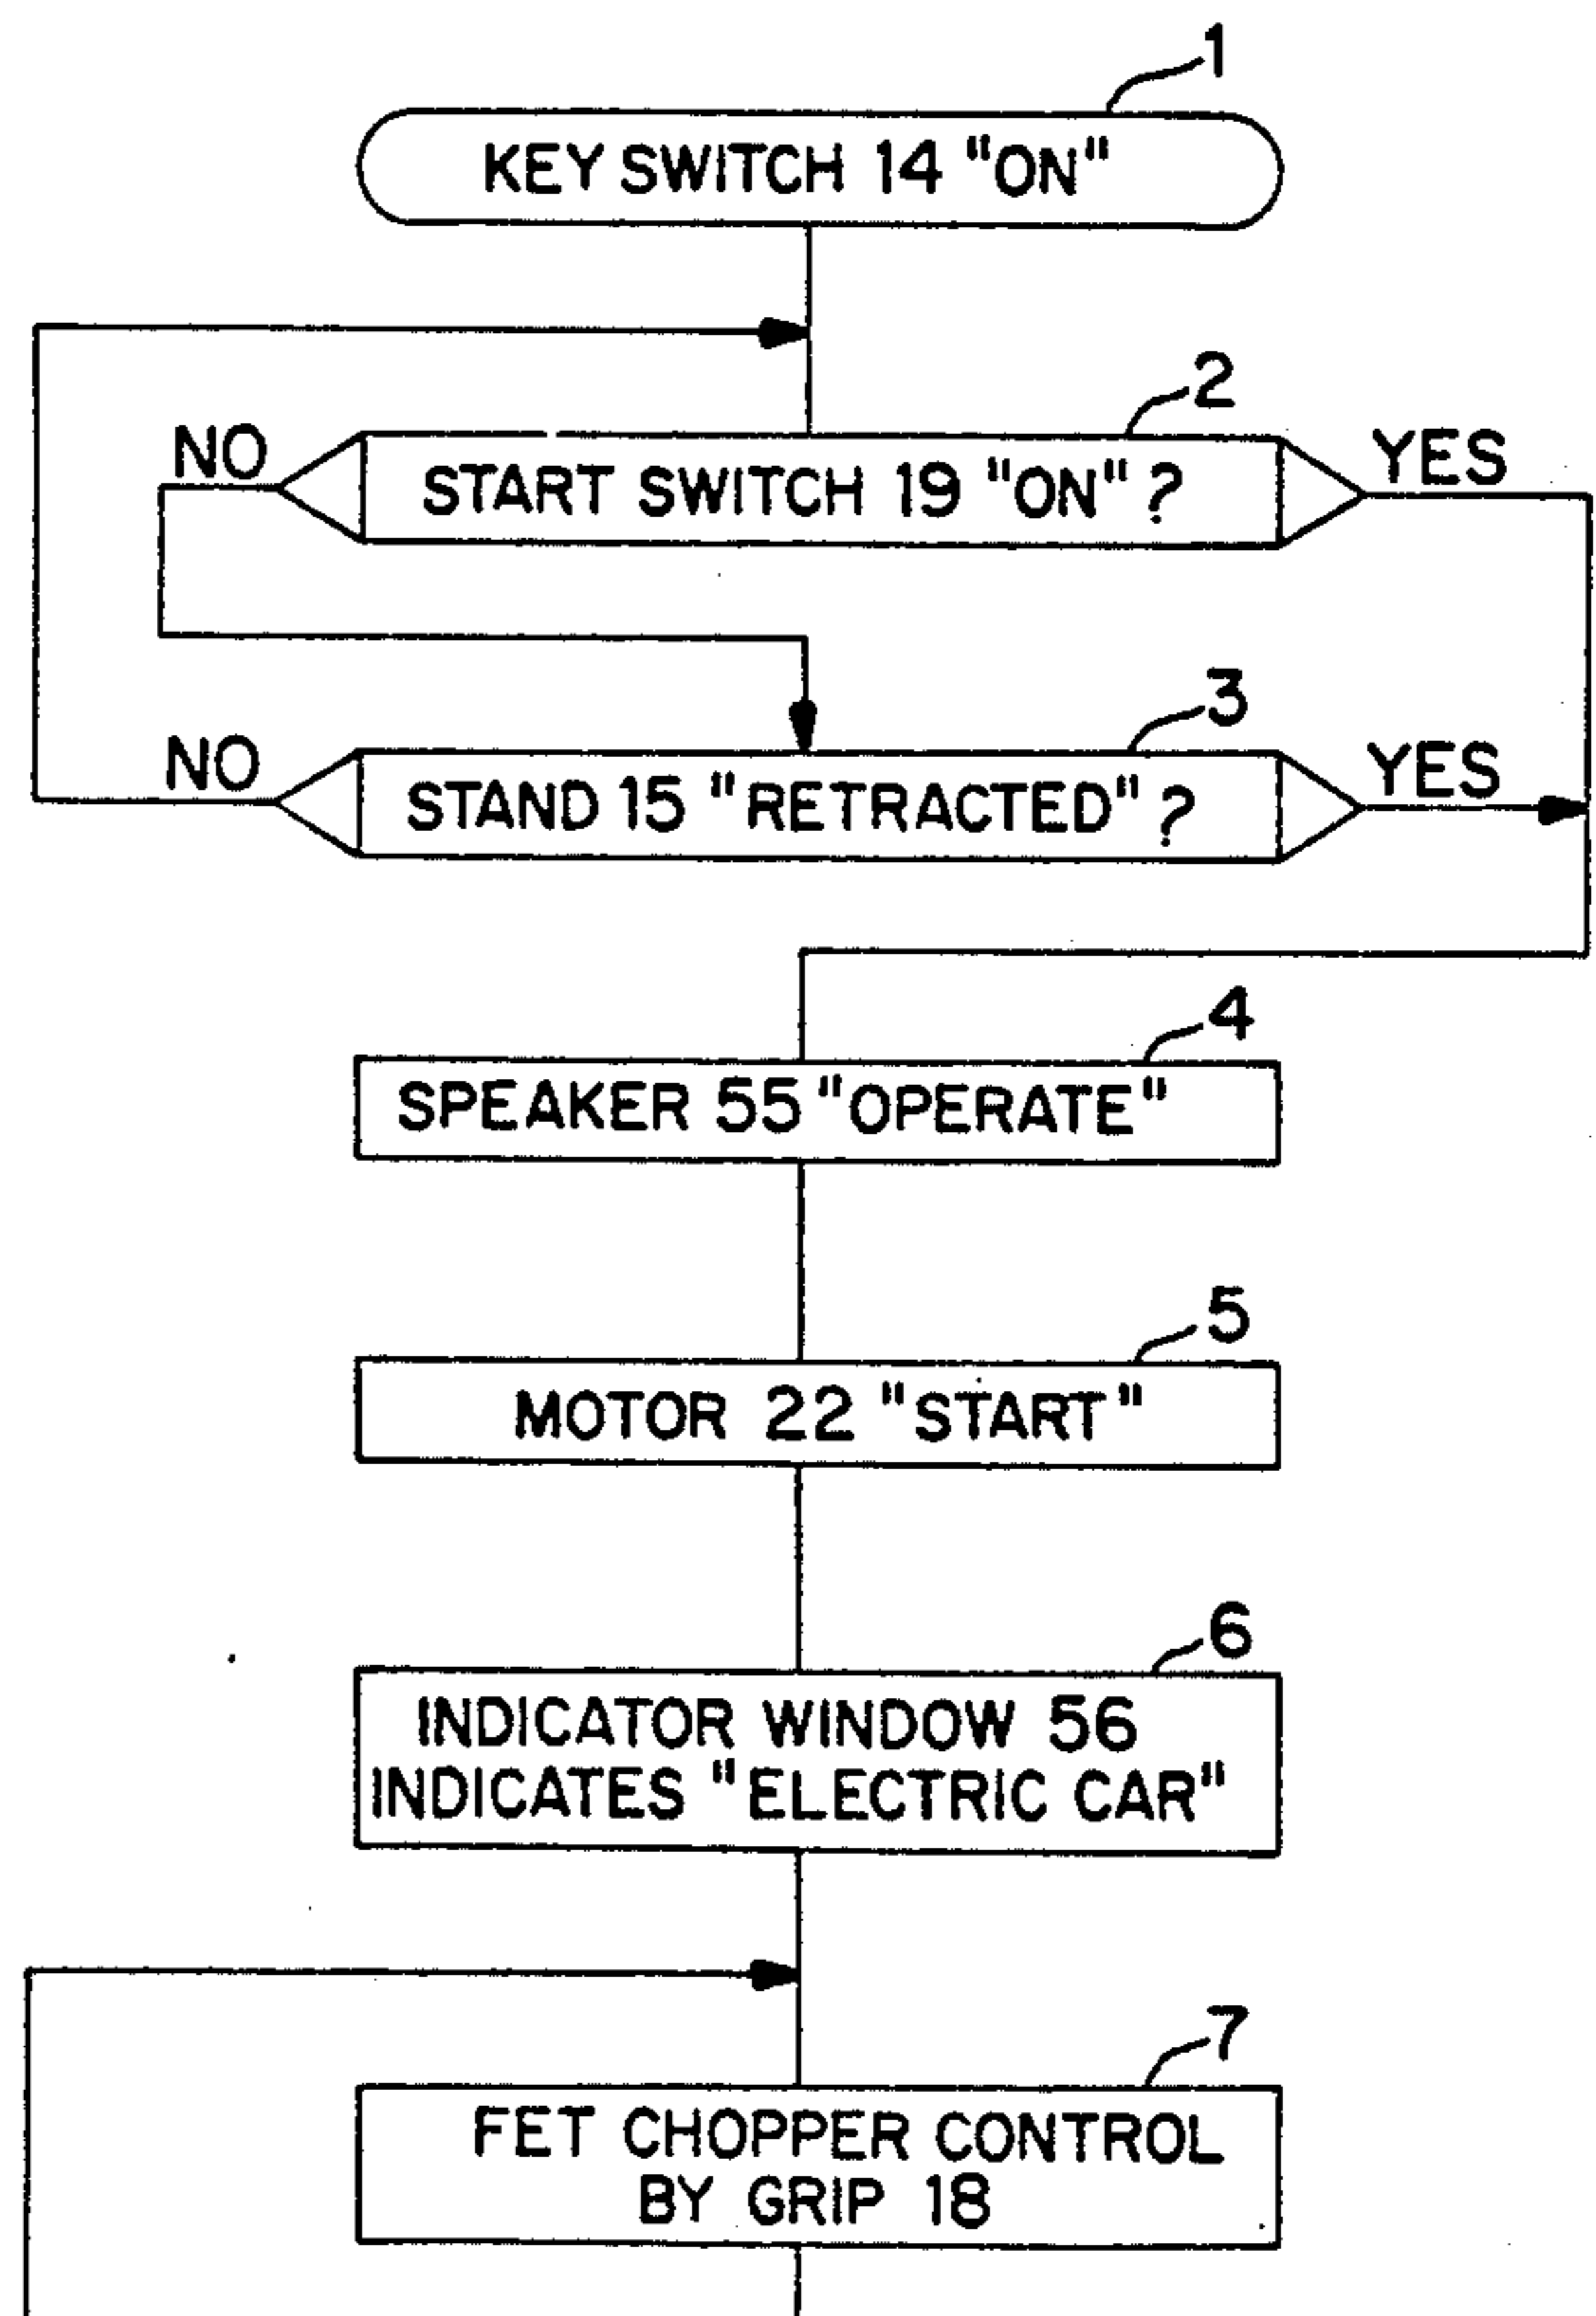 1
KEY SWITCH 14 "ON"
2
NO
START SWITCH 19 "ON"?
YES
3
NO
STAND 15 "RETRACTED"?
YES
4
SPEAKER 55 "OPERATE"
5
MOTOR 22 "START"
6
INDICATOR WINDOW 56
INDICATES "ELECTRIC CAR"
7
FET CHOPPER CONTROL
BY GRIP 18